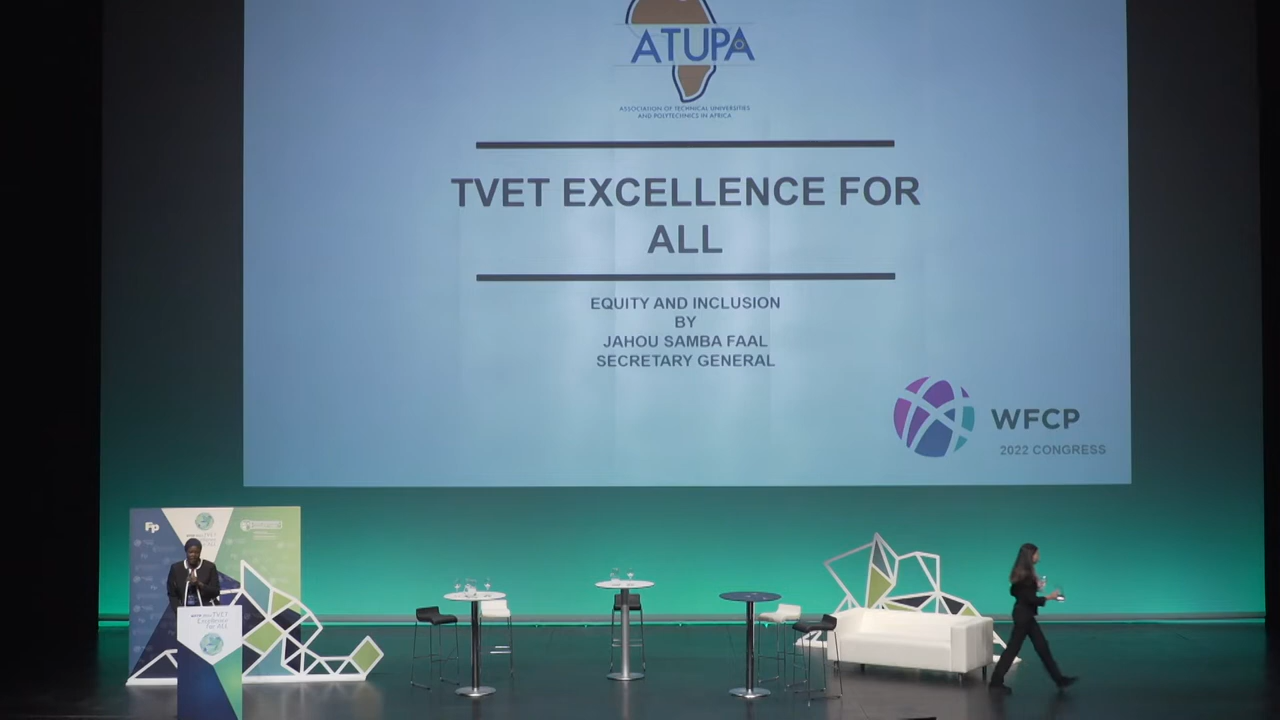 ATUPA
ASSOCIATION OF TECHNICAL UNIVERSITIES
AND POLYTECHNICS IN AFRICA
TVET EXCELLENCE FOR
ALL
EQUITY AND INCLUSION
BY
JAHOU SAMBA FAAL
SECRETARY GENERAL
WFCP
2022 CONGRESS
Fp
TVET
Excellence
for ALL